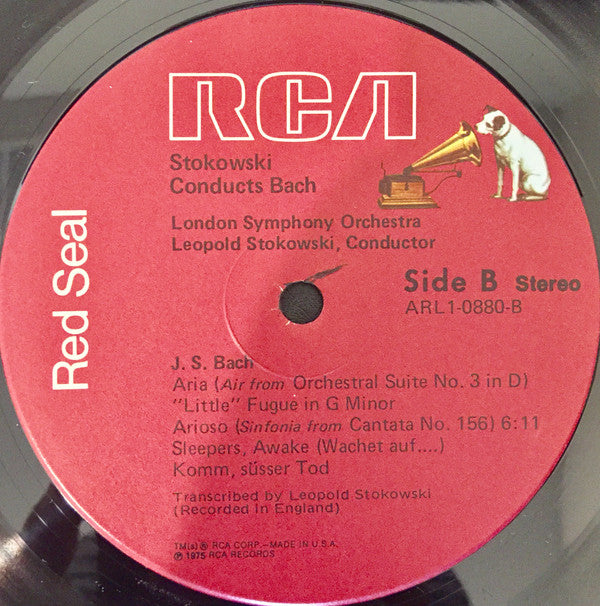 RCA
Stokowski
Conducts Bach
London Symphony Orchestra
Leopold Stokowski, Conductor
Side B Stereo
ARL1-0880-B
Red Seal
J. S. Bach
Aria (Air from Orchestral Suite No. 3 in D)
"Little" Fugue in G Minor
Arioso (Sinfonia from Cantata No. 156) 6:11
Sleepers, Awake (Wachet auf....)
Komm, süsser Tod
Transcribed by Leopold Stokowski
(Recorded In England)
TM(s) ® RCA CORP.—MADE IN U.S.A.
℗ 1975 RCA RECORDS